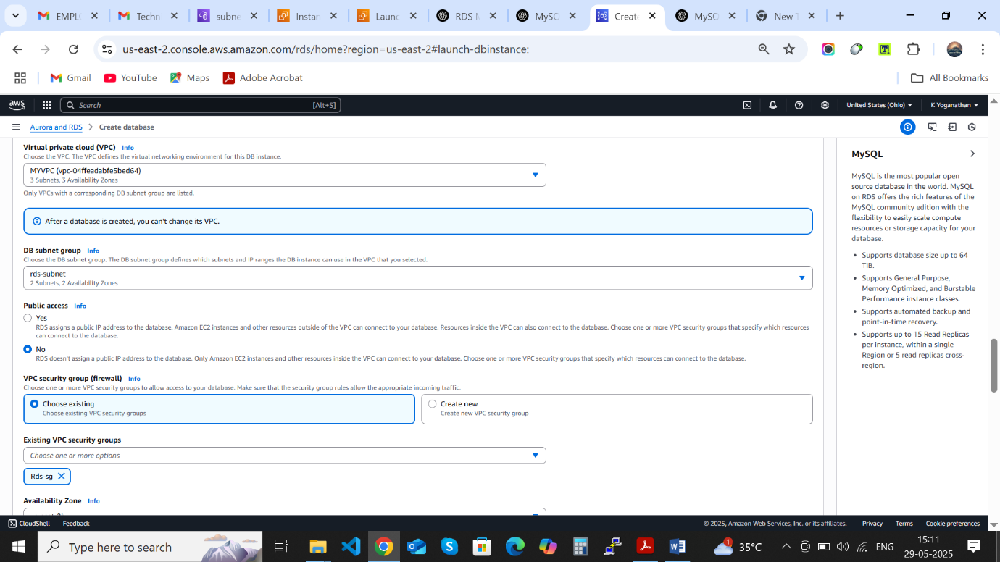 EMPL
Techn
subne
Instan
Launc
RDS M
MySQ
Create
MySQ
New T
us-east-2.console.aws.amazon.com/rds/home?region=us-east-2#launch-dbinstance:
Gmail
YouTube
Maps
Adobe Acrobat
All Bookmarks
aws
Search
[Alt+S]
United States (Ohio)
K Yoganathan
Aurora and RDS > Create database
Virtual private cloud (VPC) Info
Choose the VPC. The VPC defines the virtual networking environment for this DB instance.
MYVPC (vpc-04ffeadabfe5bed64)
3 Subnets, 3 Availability Zones
Only VPCs with a corresponding DB subnet group are listed.
After a database is created, you can't change its VPC.
DB subnet group Info
Choose the DB subnet group. The DB subnet group defines which subnets and IP ranges the DB instance can use in the VPC that you selected.
rds-subnet
2 Subnets, 2 Availability Zones
Public access Info
Yes
RDS assigns a public IP address to the database. Amazon EC2 instances and other resources outside of the VPC can connect to your database. Resources inside the VPC can also connect to the database. Choose one or more VPC security groups that specify which resources
can connect to the database.
No
RDS doesn't assign a public IP address to the database. Only Amazon EC2 instances and other resources inside the VPC can connect to your database. Choose one or more VPC security groups that specify which resources can connect to the database.
VPC security group (firewall) Info
Choose one or more VPC security groups to allow access to your database. Make sure that the security group rules allow the appropriate incoming traffic.
Choose existing
Choose existing VPC security groups
Create new
Create new VPC security group
Existing VPC security groups
Choose one or more options
Rds-sg
Availability Zone Info
MySQL
MySQL is the most popular open
source database in the world. MySQL
on RDS offers the rich features of the
MySQL community edition with the
flexibility to easily scale compute
resources or storage capacity for your
database.
• Supports database size up to 64
TiB.
• Supports General Purpose,
Memory Optimized, and Burstable
Performance instance classes.
• Supports automated backup and
point-in-time recovery.
• Supports up to 15 Read Replicas
per instance, within a single
Region or 5 read replicas cross-
region.
CloudShell
Feedback
© 2025, Amazon Web Services, Inc. or its affiliates.
Privacy
Terms
Cookie preferences
Type here to search
1
35°C
ENG
15:11
29-05-2025